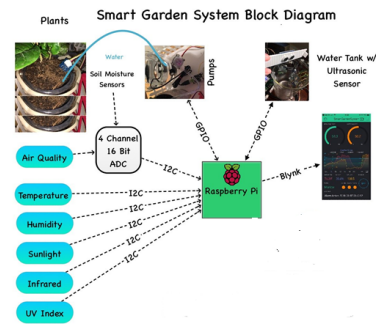 Plants
Smart Garden System Block Diagram
Water
Soil Moisture
Sensors
Pumps
Water Tank w/
Ultrasonic
Sensor
GPIO
GPIO
4 Channel
16 Bit
ADC
Air Quality
I2C
Raspberry Pi
Blynk
Temperature
I2C
Humidity
I2C
Sunlight
I2C
Infrared
I2C
UV Index
I2C